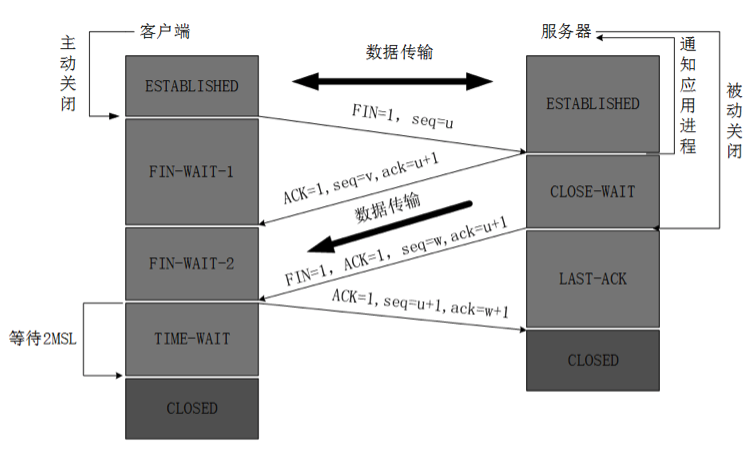 客户端
服务器
主动关闭
数据传输
通知应用进程
被动关闭
ESTABLISHED
ESTABLISHED
FIN=1, seq=u
FIN-WAIT-1
ACK=1,seq=v,ack=u+1
CLOSE-WAIT
数据传输
FIN-WAIT-2
FIN=1, ACK=1, seq=w,ack=u+1
LAST-ACK
ACK=1,seq=u+1,ack=w+1
等待2MSL
TIME-WAIT
CLOSED
CLOSED